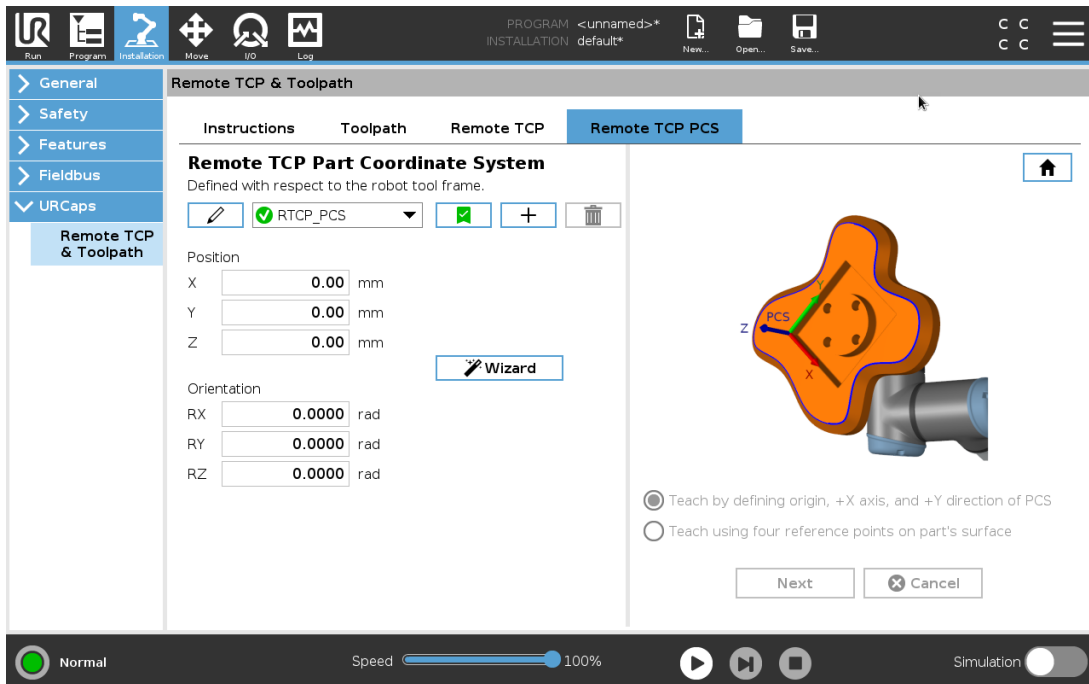 PROGRAM <unnamed>*
INSTALLATION default*
C C
C C
Run Program Installation Move I/O Log New... Open... Save...
General
Safety
Features
Fieldbus
URCaps
Remote TCP
& Toolpath
Remote TCP & Toolpath
Instructions Toolpath Remote TCP Remote TCP PCS
Remote TCP Part Coordinate System
Defined with respect to the robot tool frame.
RTCP_PCS
Position
X 0.00 mm
Y 0.00 mm
Z 0.00 mm
Wizard
Orientation
RX 0.0000 rad
RY 0.0000 rad
RZ 0.0000 rad
Y
PCS
Z
X
Teach by defining origin, +X axis, and +Y direction of PCS
Teach using four reference points on part's surface
Next Cancel
Normal Speed 100% Simulation